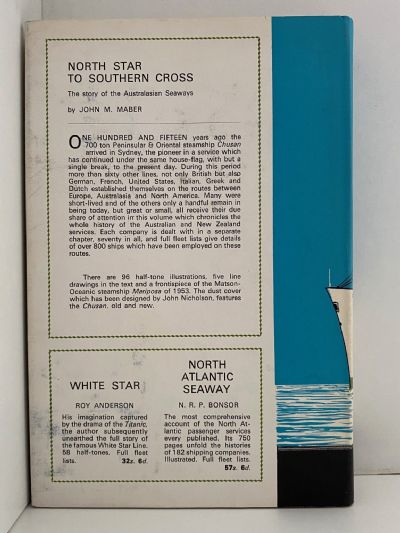 NORTH STAR
TO SOUTHERN CROSS
The story of the Australasian Seaways
by JOHN M. MABER
ONE HUNDRED AND FIFTEEN years ago the
700 ton Peninsular & Oriental steamship Chusan
arrived in Sydney, the pioneer in a service which
has continued under the same house-flag, with but a
single break, to the present day. During this period
more than sixty other lines, not only British but also
German, French, United States, Italian, Greek and
Dutch established themselves on the routes between
Europe, Australasia and North America. Many were
short-lived and of the others only a handful remain in
being today, but great or small, all receive their due
share of attention in this volume which chronicles the
whole history of the Australian and New Zealand
services. Each company is dealt with in a separate
chapter, seventy in all, and full fleet lists give details
of over 800 ships which have been employed on these
routes.
There are 96 half-tone illustrations, five line
drawings in the text and a frontispiece of the Matson-
Oceanic steamship Mariposa of 1953. The dust cover
which has been designed by John Nicholson, features
the Chusan, old and new.
WHITE STAR
ROY ANDERSON
His imagination captured
by the drama of the Titanic,
the author subsequently
unearthed the full story of
the famous White Star Line.
58 half-tones. Full fleet
lists. 32s. 6d.
NORTH
ATLANTIC
SEAWAY
N. R. P. BONSOR
The most comprehensive
account of the North At-
lantic passenger services
every published. Its 750
pages unfold the histories
of 182 shipping companies.
Illustrated. Full fleet lists.
57s. 6d.